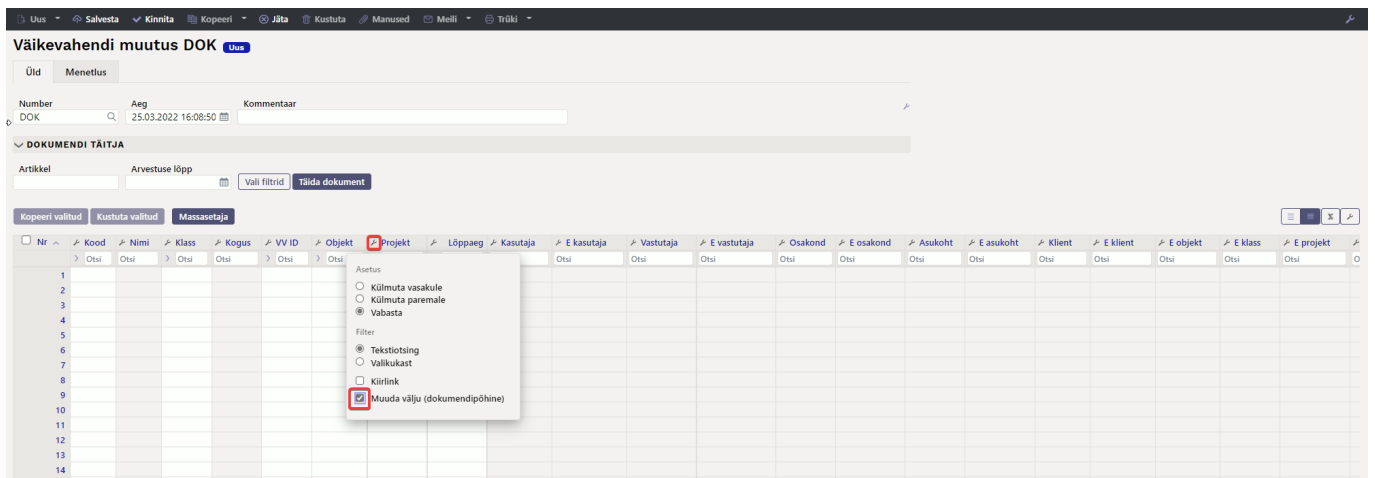 Uus Salvesta Kinnita Kopeeri Jäta Kustuta Manused Meili Trüki
Väikevahendi muutus DOK Uus
Üld Menetlus
Number Aeg Kommentaar
DOK 25.03.2022 16:08:50
DOKUMENDI TÄITJA
Artikkel Arvestuse lõpp
Vali filtrid Täida dokument
Kopeeri valitud Kustuta valitud Massasetaja
Nr Kood Nimi Klass Kogus VV ID Objekt Projekt Lõppaeg Kasutaja E kasutaja Vastutaja E vastutaja Osakond E osakond Asukoht E asukoht Klient E klient E objekt E klass E projekt
Otsi Otsi Otsi Otsi Otsi Otsi Otsi Otsi Otsi Otsi Otsi Otsi Otsi Otsi Otsi Otsi Otsi Otsi Otsi
1
Asetus
2
Külmuta vasakule
3
Külmuta paremale
4
Vabasta
5
Filter
6
Tekstiotsing
7
Valikukast
8
Kiirlink
9
Muuda välju (dokumendipõhine)
10
11
12
13
14